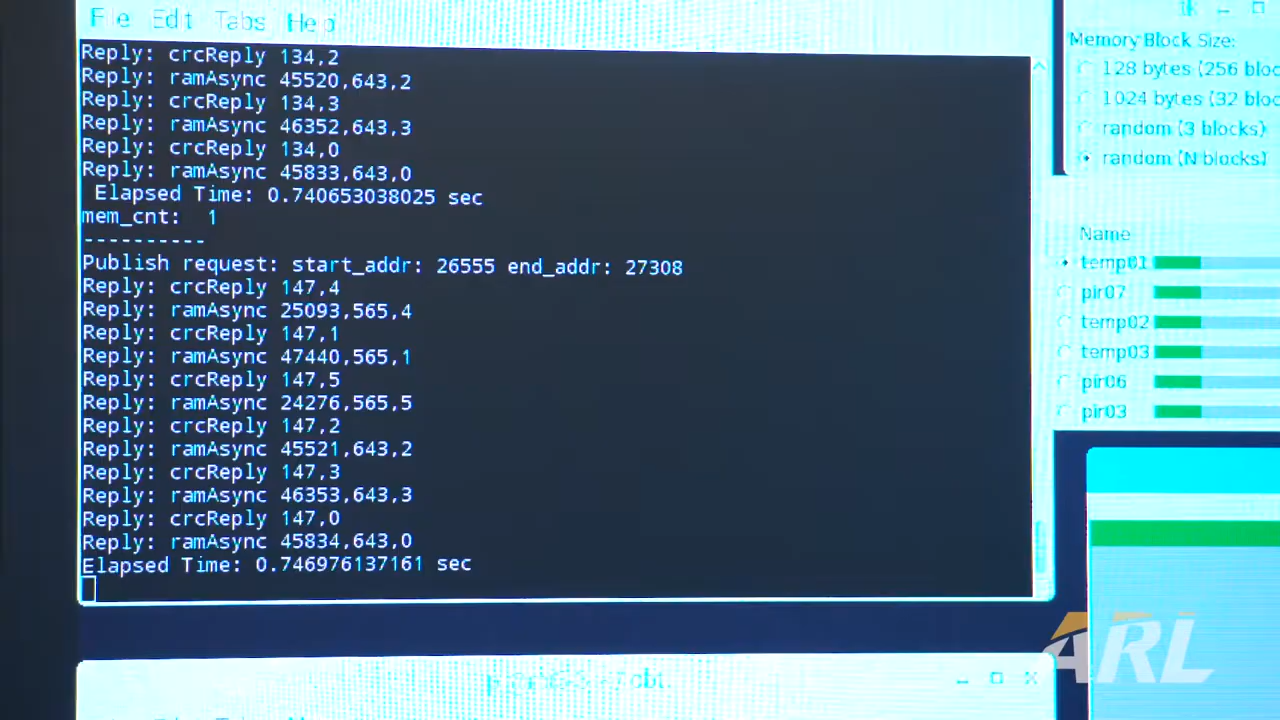 File Edit Tabs Help
Reply: crcReply 134,2
Reply: ramAsync 45520,643,2
Reply: crcReply 134,3
Reply: ramAsync 46352,643,3
Reply: crcReply 134,0
Reply: ramAsync 45833,643,0
Elapsed Time: 0.740653038025 sec
mem_cnt: 1
----------
Publish request: start_addr: 26555 end_addr: 27308
Reply: crcReply 147,4
Reply: ramAsync 25093,565,4
Reply: crcReply 147,1
Reply: ramAsync 47440,565,1
Reply: crcReply 147,5
Reply: ramAsync 24276,565,5
Reply: crcReply 147,2
Reply: ramAsync 45521,643,2
Reply: crcReply 147,3
Reply: ramAsync 46353,643,3
Reply: crcReply 147,0
Reply: ramAsync 45834,643,0
Elapsed Time: 0.746976137161 sec
tk
Memory Block Size:
128 bytes (256 bloc
1024 bytes (32 bloc
random (3 blocks)
random (N blocks)
Name
temp01
pir07
temp02
temp03
pir06
pir03
ARL